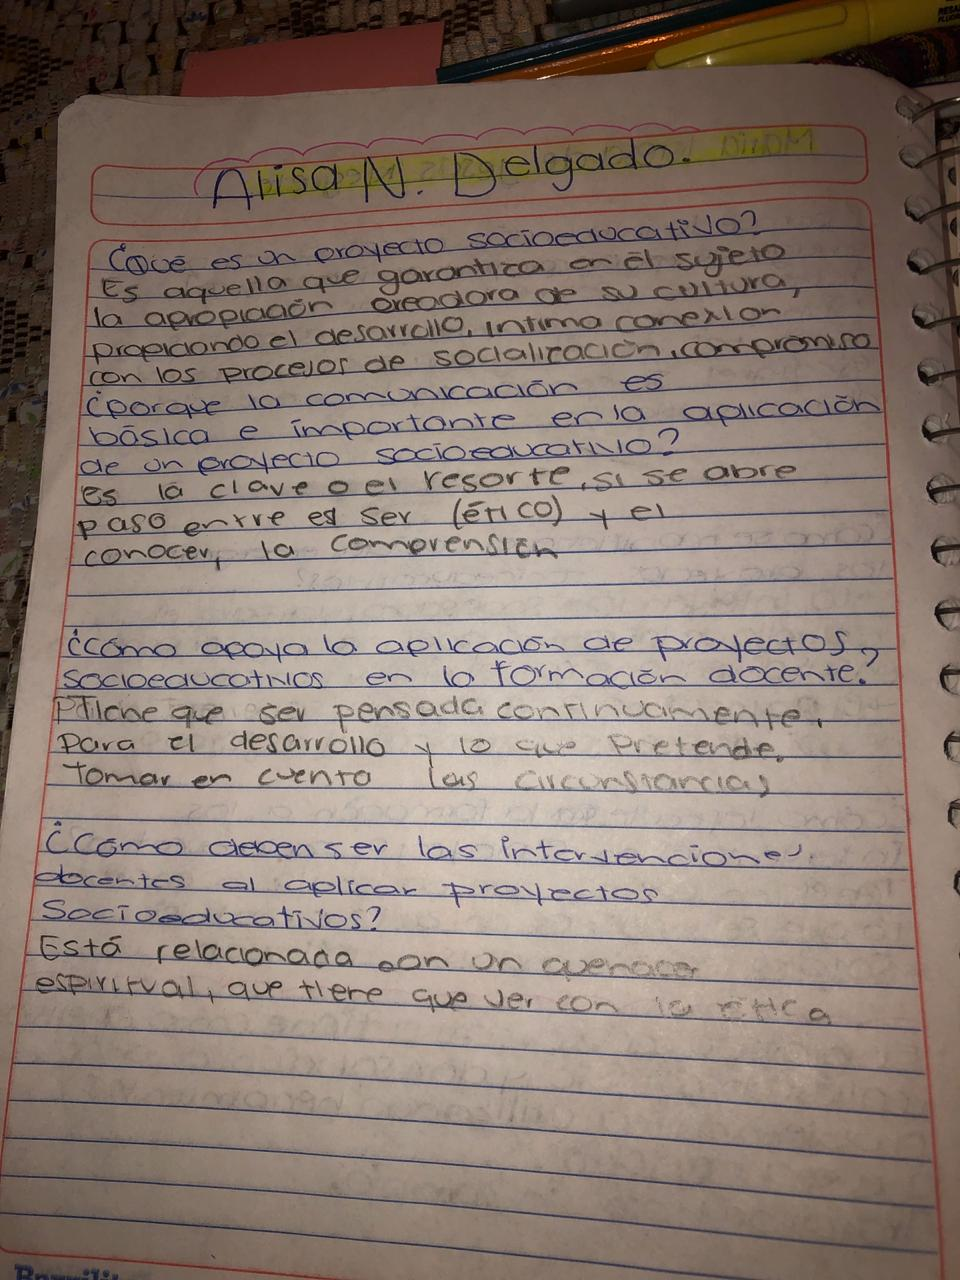 Alisa N. Delgado.
¿Qué es un proyecto socioeducativo?
Es aquella que garantiza en él sujeto
la apropiación creadora de su cultura,
propiciando el desarrollo, intima conexión
con los procesos de socialización, compromiso
¿porque la comunicación es
básica e importante en la aplicación
de un proyecto socioeducativo?
es la clave o el resorte, si se abre
paso entre el ser (ético) y el
conocer, la comprensión
¿Cómo apoya la aplicación de proyectos
socioeducativos en la formación docente?
Tiene que ser pensada continuamente,
para el desarrollo y lo que pretende.
Tomar en cuenta las circunstancias
¿Cómo deben ser las intervenciones
docentes al aplicar proyectos
Socioeducativos?
Está relacionada con un quehacer
espiritual, que tiene que ver con la ética